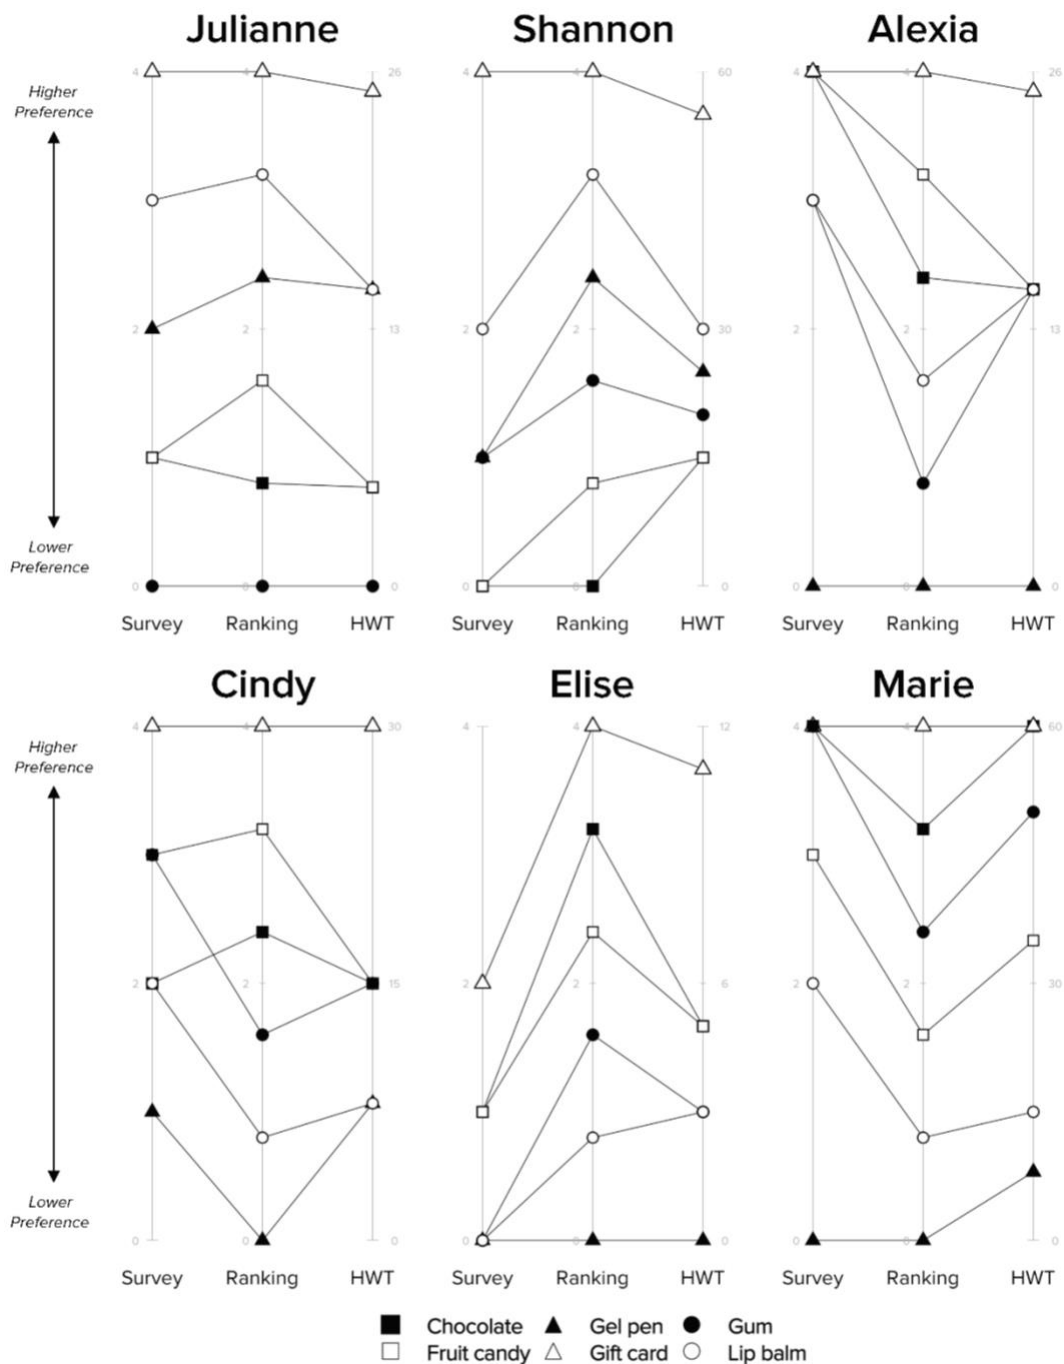 Julianne Shannon Alexia
4 4 26 4 4 60 4 4 26
Higher
Preference
2 2 13 2 2 30 2 2 13
Lower
Preference
0 0 0 0 0 0 0
Survey Ranking HWT Survey Ranking HWT Survey Ranking HWT
Cindy Elise Marie
4 4 30 4 4 12 4 4 60
Higher
Preference
2 2 15 2 2 6 2 2 30
Lower
Preference
0 0 0 0 0 0 0 0 0
Survey Ranking HWT Survey Ranking HWT Survey Ranking HWT
Chocolate Gel pen Gum
Fruit candy Gift card Lip balm